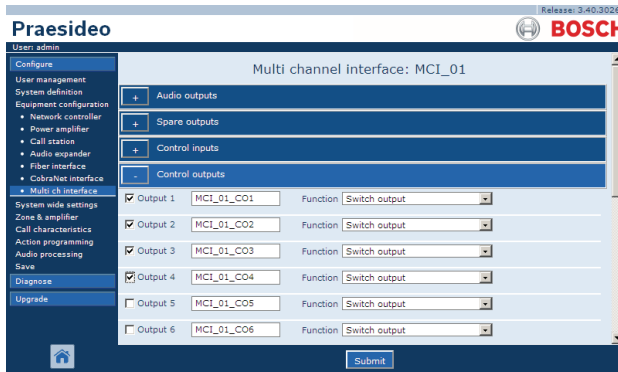 Release: 3.40.3026
Praesideo
BOSCH
User: admin
Configure
User management
System definition
Equipment configuration
• Network controller
• Power amplifier
• Call station
• Audio expander
• Fiber interface
• CobraNet interface
• Multi ch interface
System wide settings
Zone & amplifier
Call characteristics
Action programming
Audio processing
Save
Diagnose
Upgrade
Multi channel interface: MCI_01
+ Audio outputs
+ Spare outputs
+ Control inputs
- Control outputs
Output 1 MCI_01_CO1 Function Switch output
Output 2 MCI_01_CO2 Function Switch output
Output 3 MCI_01_CO3 Function Switch output
Output 4 MCI_01_CO4 Function Switch output
Output 5 MCI_01_CO5 Function Switch output
Output 6 MCI_01_CO6 Function Switch output
Submit